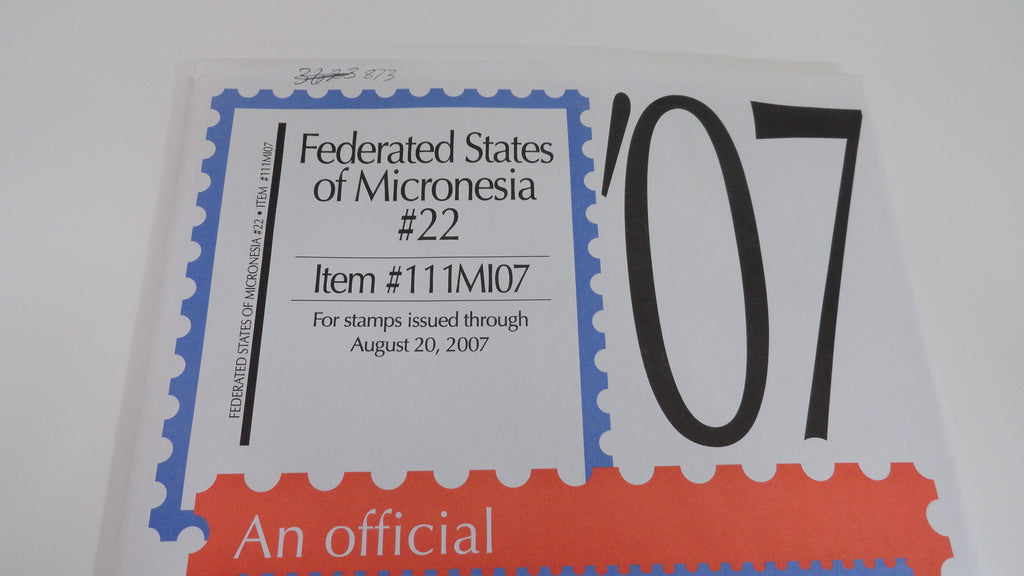 873
FEDERATED STATES OF MICRONESIA #22 • ITEM #111MI07
Federated States
of Micronesia
#22
Item #111MI07
For stamps issued through
August 20, 2007
'07
An official